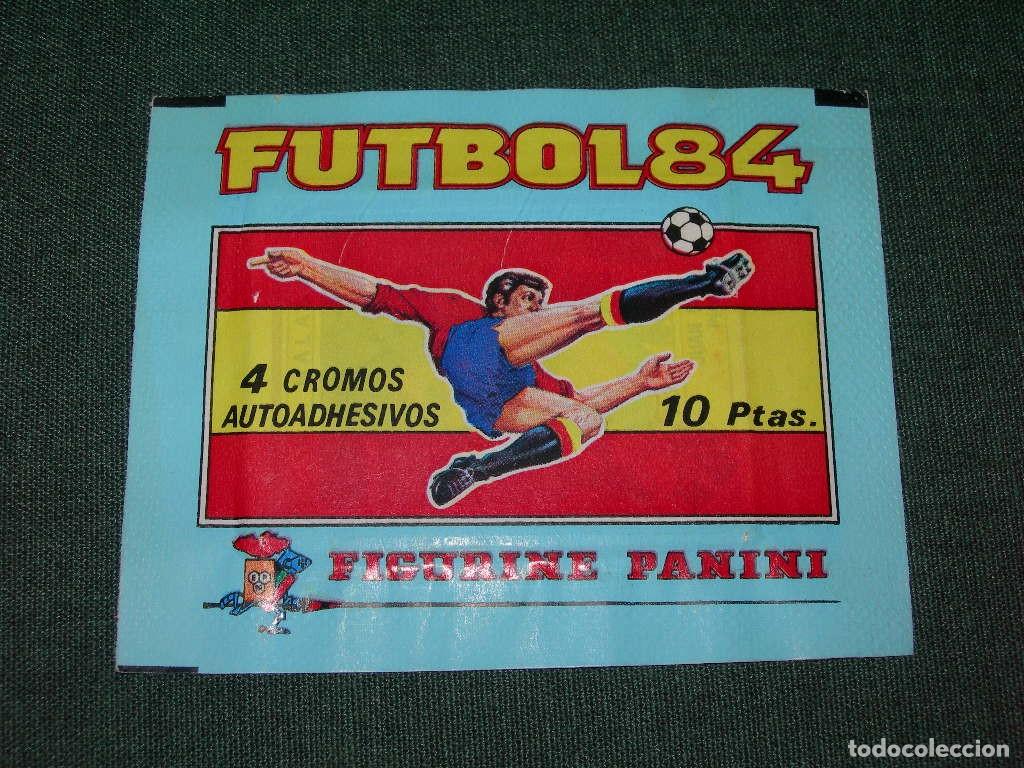 FUTBOL84
4 CROMOS
AUTOADHESIVOS
10 Ptas.
FIGURINE PANINI
todocoleccion